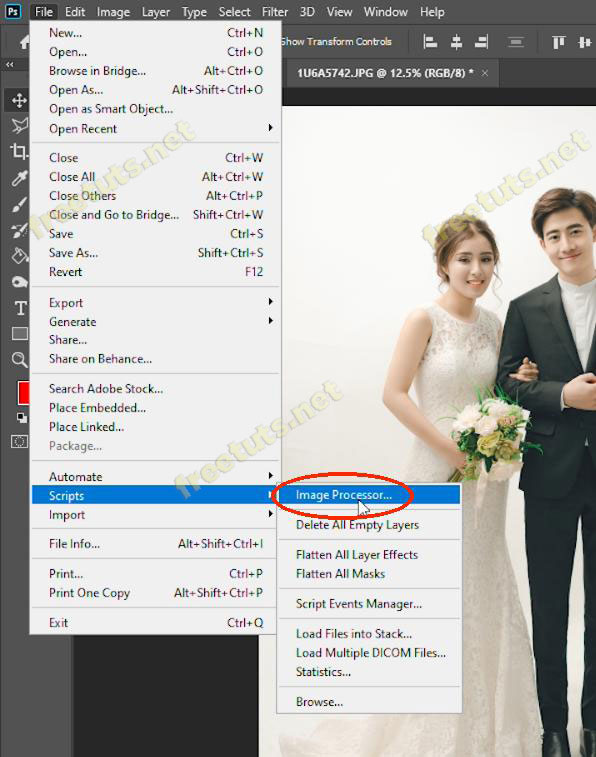 Ps File Edit Image Layer Type Select Filter 3D View Window Help
Show Transform Controls
1U6A5742.JPG @ 12.5% (RGB/8) * ×
New... Ctrl+N
Open... Ctrl+O
Browse in Bridge... Alt+Ctrl+O
Open As... Alt+Shift+Ctrl+O
Open as Smart Object...
Open Recent
Close Ctrl+W
Close All Alt+Ctrl+W
Close Others Alt+Ctrl+P
Close and Go to Bridge... Shift+Ctrl+W
Save Ctrl+S
Save As... Shift+Ctrl+S
Revert F12
Export
Generate
Share...
Share on Behance...
Search Adobe Stock...
Place Embedded...
Place Linked...
Package...
Automate
Scripts
Import
File Info... Alt+Shift+Ctrl+I
Print... Ctrl+P
Print One Copy Alt+Shift+Ctrl+P
Exit Ctrl+Q
Image Processor...
Delete All Empty Layers
Flatten All Layer Effects
Flatten All Masks
Script Events Manager...
Load Files into Stack...
Load Multiple DICOM Files...
Statistics...
Browse...
freetuts.net
freetuts.net
freetuts.net